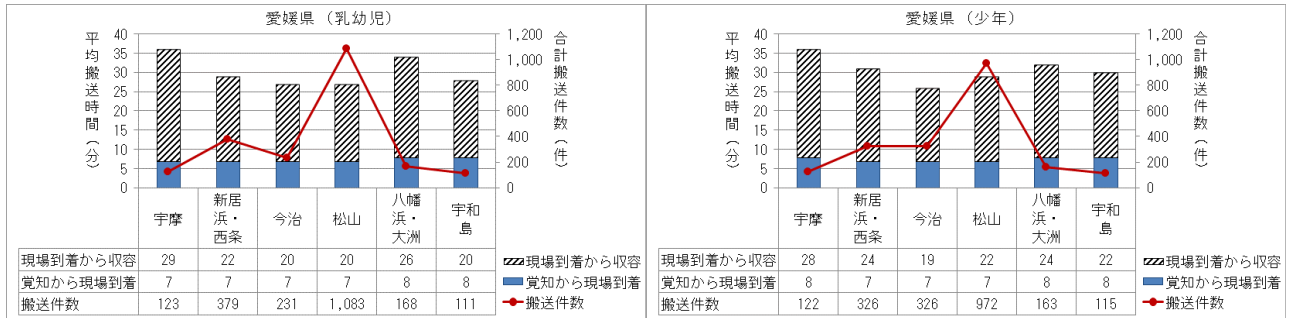 愛媛県（乳幼児）
平均搬送時間（分）
合計搬送件数（件）
40
35
30
25
20
15
10
5
0
1,200
1,000
800
600
400
200
0
宇摩 新居浜・西条 今治 松山 八幡浜・大洲 宇和島
現場到着から収容 29 22 20 20 26 20
覚知から現場到着 7 7 7 7 8 8
搬送件数 123 379 231 1,083 168 111
現場到着から収容
覚知から現場到着
搬送件数
愛媛県（少年）
平均搬送時間（分）
合計搬送件数（件）
40
35
30
25
20
15
10
5
0
1,200
1,000
800
600
400
200
0
宇摩 新居浜・西条 今治 松山 八幡浜・大洲 宇和島
現場到着から収容 28 24 19 22 24 22
覚知から現場到着 8 7 7 7 8 8
搬送件数 122 326 326 972 163 115
現場到着から収容
覚知から現場到着
搬送件数